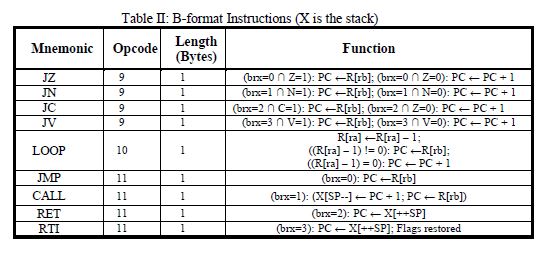 Table II: B-format Instructions (X is the stack)
Mnemonic Opcode Length (Bytes) Function
JZ 9 1 (brx=0 ∩ Z=1): PC ←R[rb]; (brx=0 ∩ Z=0): PC ← PC + 1
JN 9 1 (brx=1 ∩ N=1): PC ←R[rb]; (brx=1 ∩ N=0): PC ← PC + 1
JC 9 1 (brx=2 ∩ C=1): PC ←R[rb]; (brx=2 ∩ Z=0): PC ← PC + 1
JV 9 1 (brx=3 ∩ V=1): PC ←R[rb]; (brx=3 ∩ V=0): PC ← PC + 1
LOOP 10 1 R[ra] ←R[ra] – 1;
((R[ra] – 1) != 0): PC ←R[rb];
((R[ra] – 1) = 0): PC ← PC + 1
JMP 11 1 (brx=0): PC ←R[rb]
CALL 11 1 (brx=1): (X[SP--] ← PC + 1; PC ← R[rb])
RET 11 1 (brx=2): PC ← X[++SP]
RTI 11 1 (brx=3): PC ← X[++SP]; Flags restored